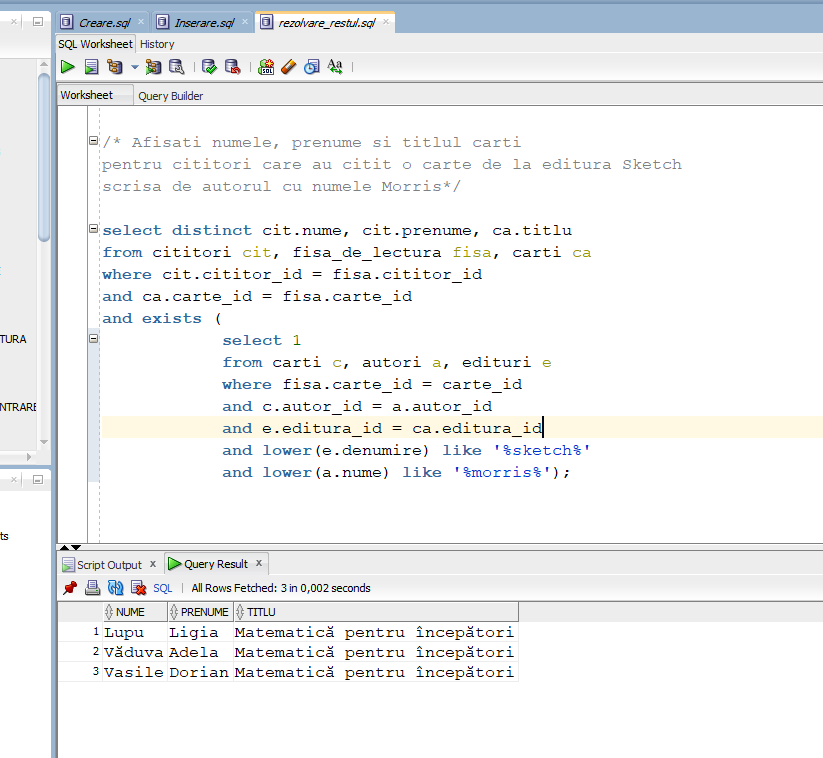 Creare.sql
Inserare.sql
rezolvare_restul.sql
SQL Worksheet History
Worksheet Query Builder
/* Afisati numele, prenume si titlul carti
pentru cititori care au citit o carte de la editura Sketch
scrisa de autorul cu numele Morris*/
select distinct cit.nume, cit.prenume, ca.titlu
from cititori cit, fisa_de_lectura fisa, carti ca
where cit.cititor_id = fisa.cititor_id
and ca.carte_id = fisa.carte_id
and exists (
select 1
from carti c, autori a, edituri e
where fisa.carte_id = carte_id
and c.autor_id = a.autor_id
and e.editura_id = ca.editura_id
and lower(e.denumire) like '%sketch%'
and lower(a.nume) like '%morris%');
TURA
NTRARE
ts
Script Output x Query Result x
SQL | All Rows Fetched: 3 in 0,002 seconds
NUME PRENUME TITLU
1 Lupu Ligia Matematică pentru începători
2 Văduva Adela Matematică pentru începători
3 Vasile Dorian Matematică pentru începători